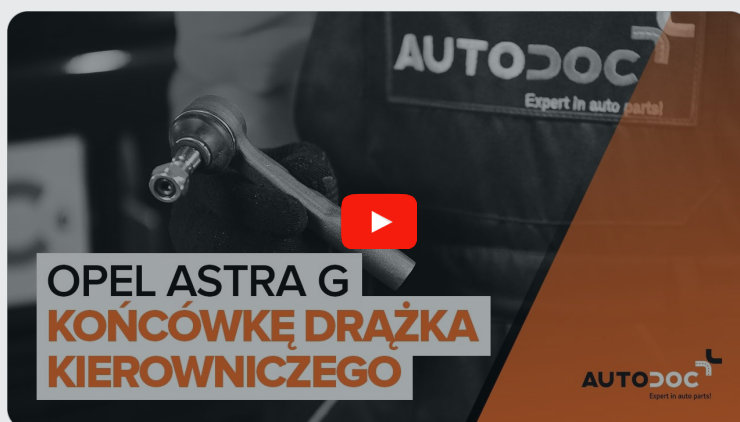 AUTODOC
Expert in auto parts!
OPEL ASTRA G
KOŃCÓWKĘ DRĄŻKA
KIEROWNICZEGO
AUTODOC
Expert in auto parts!